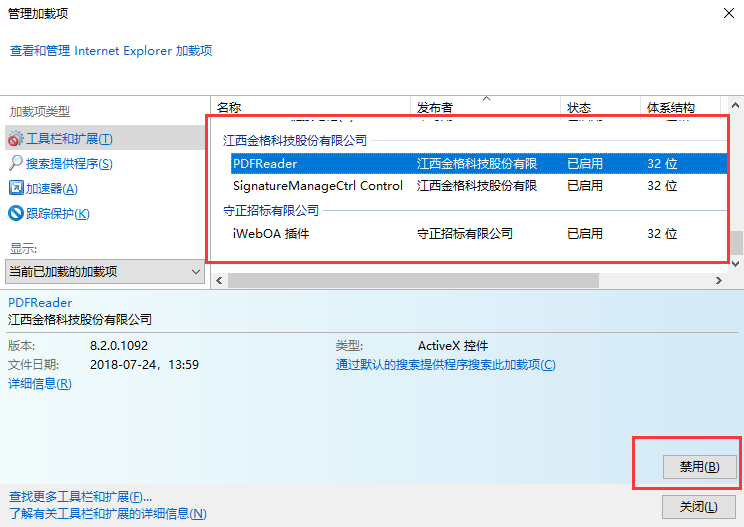 管理加载项
查看和管理 Internet Explorer 加载项
加载项类型
工具栏和扩展(T)
搜索提供程序(S)
加速器(A)
跟踪保护(K)
显示:
当前已加载的加载项
名称 发布者 状态 体系结构
江西金格科技股份有限公司
PDFReader 江西金格科技股份有限 已启用 32 位
SignatureManageCtrl Control 江西金格科技股份有限 已启用 32 位
守正招标有限公司
iWebOA 插件 守正招标有限公司 已启用 32 位
PDFReader
江西金格科技股份有限公司
版本: 8.2.0.1092 类型: ActiveX 控件
文件日期: 2018-07-24，13:59 通过默认的搜索提供程序搜索此加载项(C)
详细信息(R)
禁用(B)
查找更多工具栏和扩展(F)...
了解有关工具栏和扩展的详细信息(N)
关闭(L)